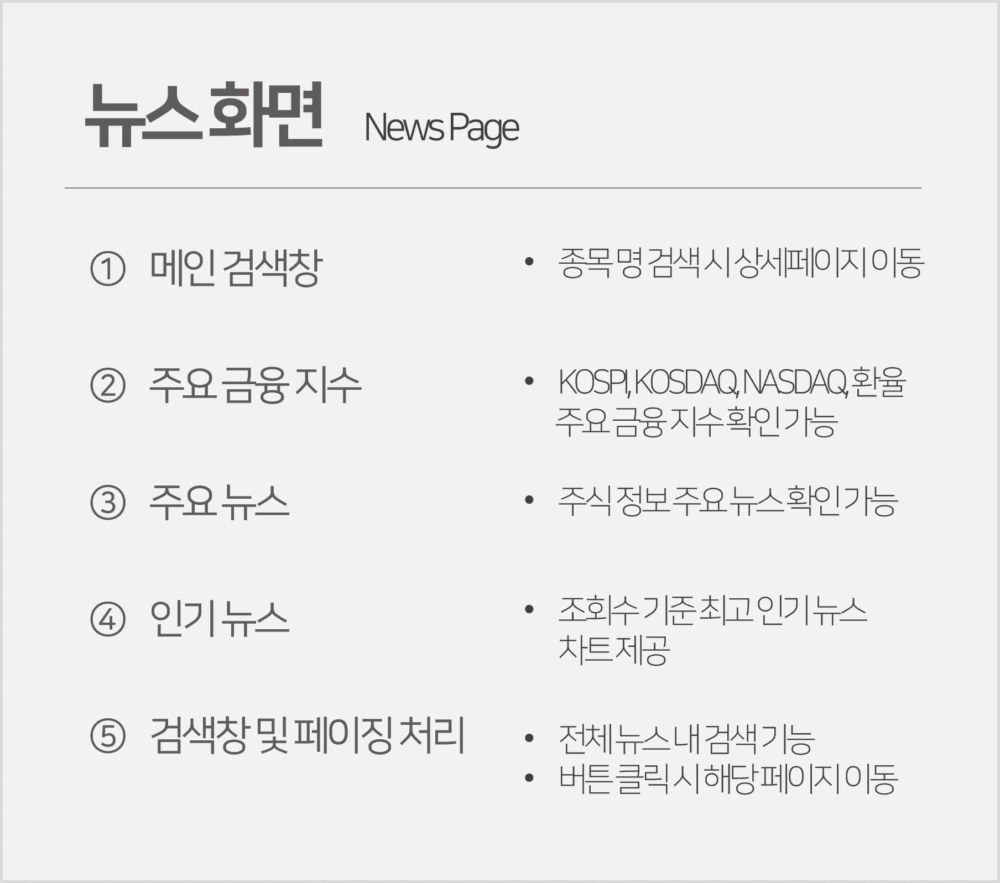 뉴스 화면 News Page
① 메인 검색창
• 종목 명 검색 시 상세페이지 이동
② 주요 금융 지수
• KOSPI, KOSDAQ, NASDAQ, 환율
주요 금융 지수 확인 가능
③ 주요 뉴스
• 주식 정보 주요 뉴스 확인 가능
④ 인기 뉴스
• 조회수 기준 최고 인기 뉴스
차트 제공
⑤ 검색창 및 페이징 처리
• 전체 뉴스 내 검색 기능
• 버튼 클릭 시 해당 페이지 이동